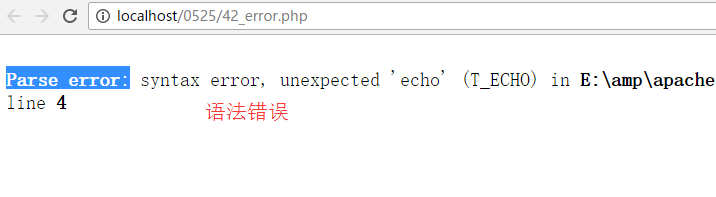 localhost/0525/42_error.php
Parse error: syntax error, unexpected 'echo' (T_ECHO) in E:\amp\apache
line 4
语法错误